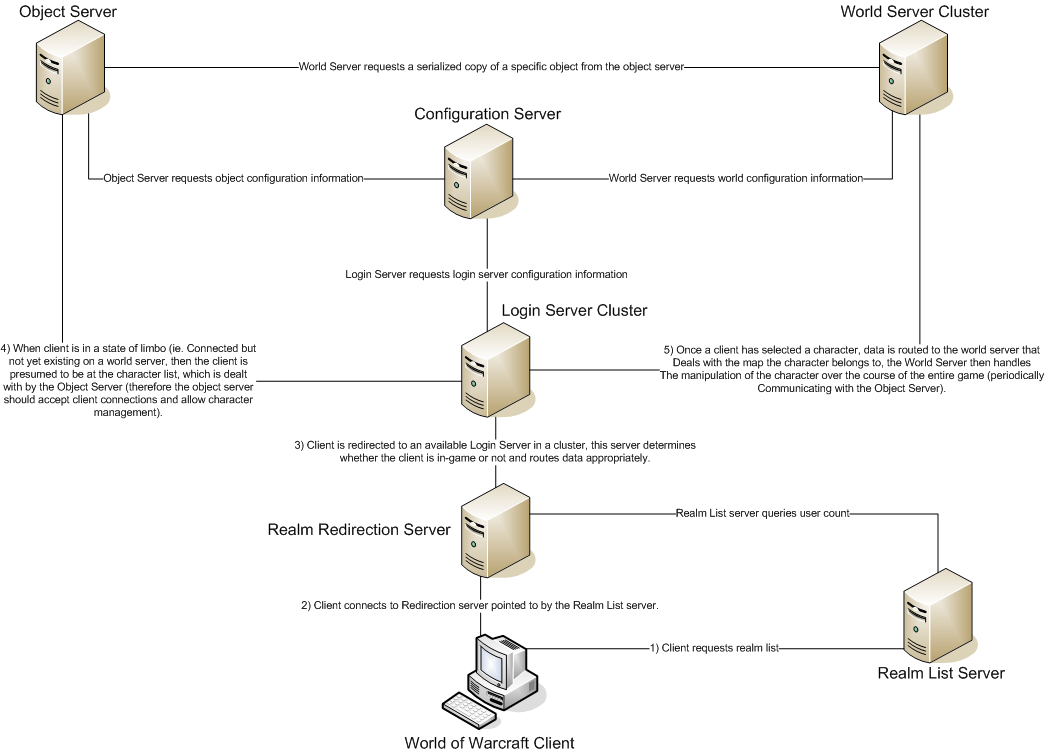 Object Server
World Server Cluster
World Server requests a serialized copy of a specific object from the object server
Configuration Server
Object Server requests object configuration information
World Server requests world configuration information
Login Server requests login server configuration information
Login Server Cluster
4) When client is in a state of limbo (ie. Connected but
not yet existing on a world server, then the client is
presumed to be at the character list, which is dealt
with by the Object Server (therefore the object server
should accept client connections and allow character
management).
5) Once a client has selected a character, data is routed to the world server that
Deals with the map the character belongs to, the World Server then handles
The manipulation of the character over the course of the entire game (periodically
Communicating with the Object Server).
3) Client is redirected to an available Login Server in a cluster, this server determines
whether the client is in-game or not and routes data appropriately.
Realm Redirection Server
Realm List server queries user count
2) Client connects to Redirection server pointed to by the Realm List server.
1) Client requests realm list
Realm List Server
World of Warcraft Client